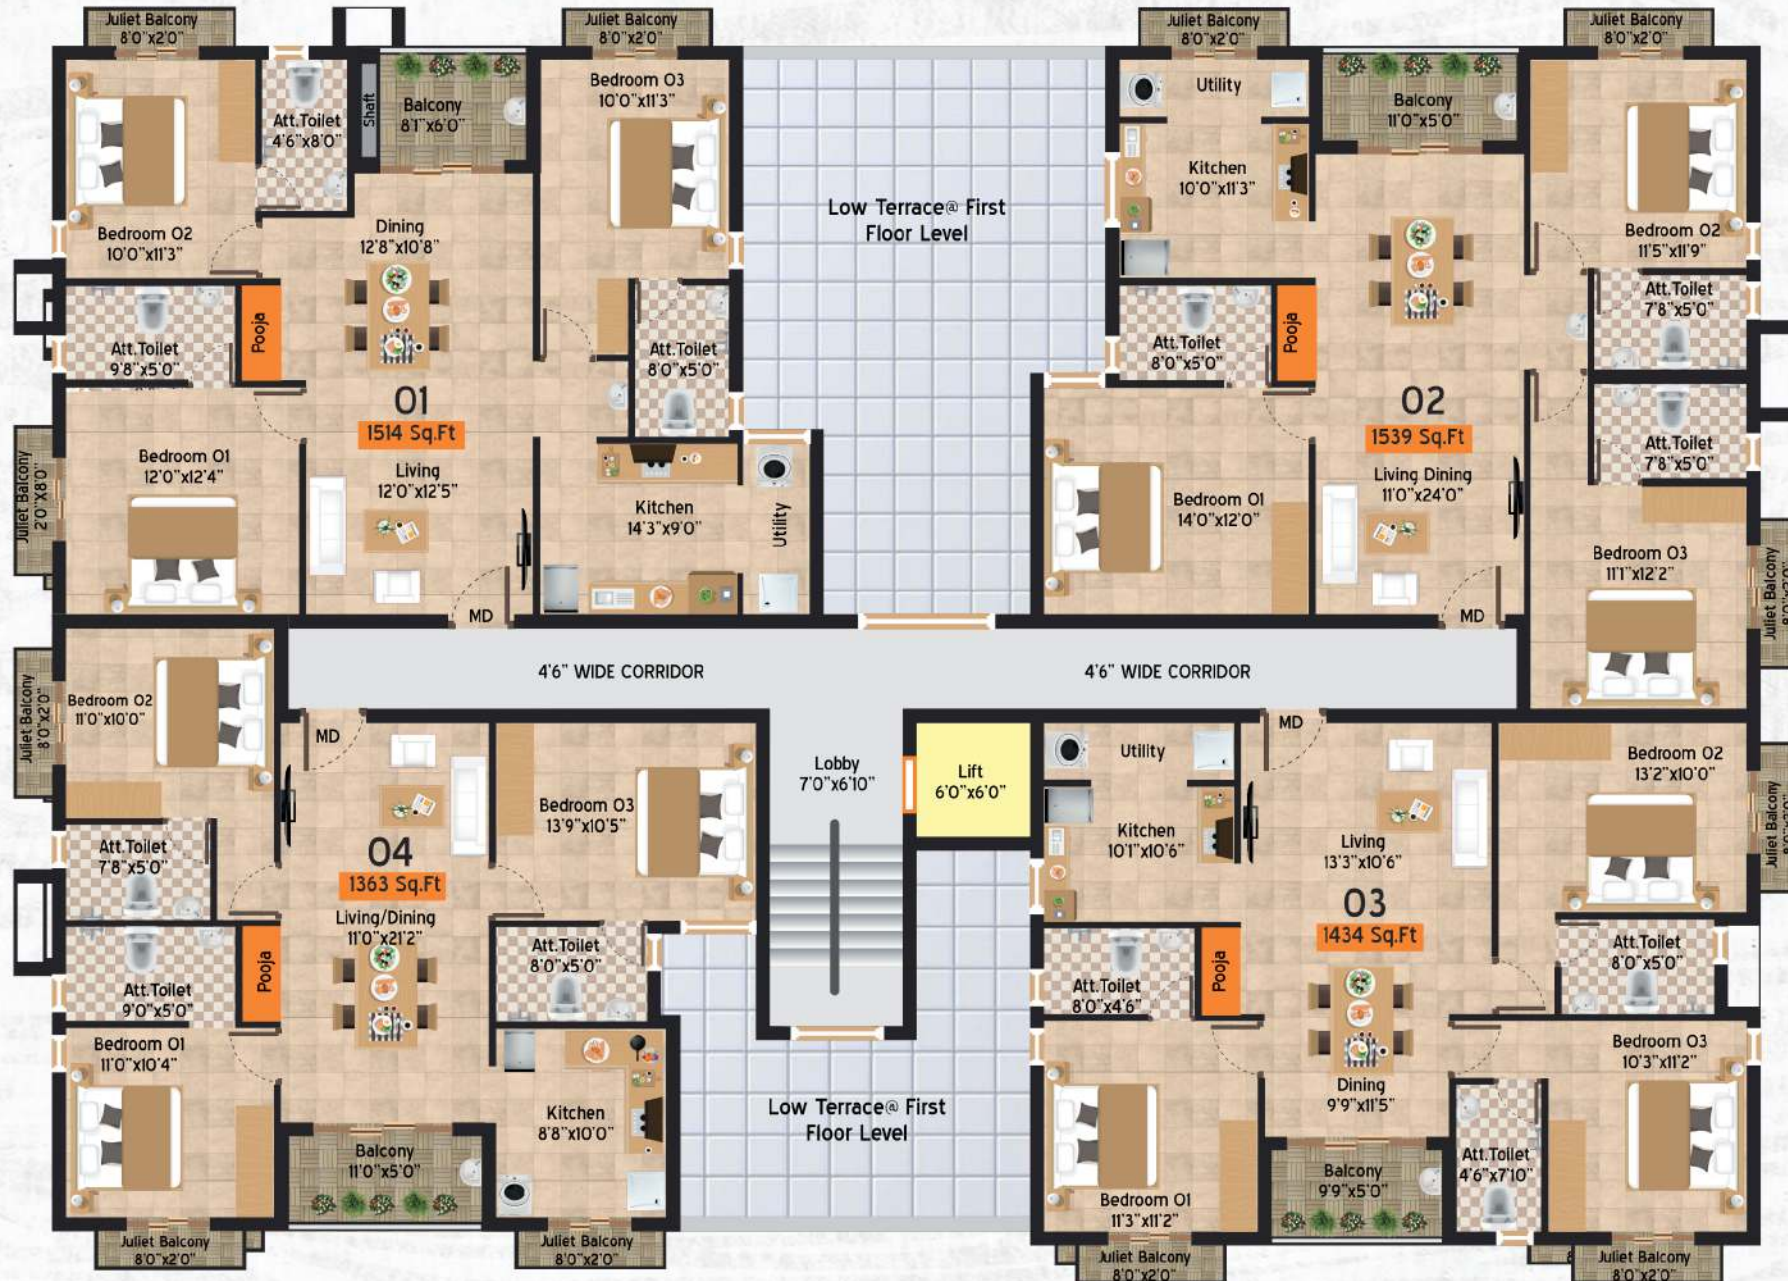 Juliet Balcony
8'0"x2'0"
Juliet Balcony
8'0"x2'0"
Juliet Balcony
8'0"x2'0"
Juliet Balcony
8'0"x2'0"
Att.Toilet
4'6"x8'0"
Shaft
Balcony
8'1"x6'0"
Bedroom 03
10'0"x11'3"
Bedroom 02
10'0"x11'3"
Dining
12'8"x10'8"
Att.Toilet
9'8"x5'0"
Pooja
Att.Toilet
8'0"x5'0"
01
1514 Sq.Ft
Bedroom 01
12'0"x12'4"
Living
12'0"x12'5"
Kitchen
14'3"x9'0"
Utility
Juliet Balcony
2'0"X8'0"
MD
Low Terrace@ First
Floor Level
Utility
Kitchen
10'0"x11'3"
Balcony
11'0"x5'0"
Bedroom 02
11'5"x11'9"
Att.Toilet
7'8"x5'0"
Att.Toilet
8'0"x5'0"
Pooja
02
1539 Sq.Ft
Att.Toilet
7'8"x5'0"
Bedroom 01
14'0"x12'0"
Living Dining
11'0"x24'0"
Bedroom 03
11'1"x12'2"
Juliet Balcony
8'0"x2'0"
MD
4'6" WIDE CORRIDOR
4'6" WIDE CORRIDOR
Juliet Balcony
8'0"x2'0"
Bedroom 02
11'0"x10'0"
MD
Bedroom 03
13'9"x10'5"
Att.Toilet
7'8"x5'0"
04
1363 Sq.Ft
Living/Dining
11'0"x21'2"
Att.Toilet
8'0"x5'0"
Att.Toilet
9'0"x5'0"
Pooja
Bedroom 01
11'0"x10'4"
Kitchen
8'8"x10'0"
Balcony
11'0"x5'0"
Juliet Balcony
8'0"x2'0"
Juliet Balcony
8'0"x2'0"
Lobby
7'0"x6'10"
Lift
6'0"x6'0"
Low Terrace@ First
Floor Level
MD
Utility
Kitchen
10'1"x10'6"
Living
13'3"x10'6"
Bedroom 02
13'2"x10'0"
Juliet Balcony
03
1434 Sq.Ft
Att.Toilet
8'0"x5'0"
Att.Toilet
8'0"x4'6"
Pooja
Bedroom 03
10'3"x11'2"
Dining
9'9"x11'5"
Att.Toilet
4'6"x7'10"
Balcony
9'9"x5'0"
Bedroom 01
11'3"x11'2"
Juliet Balcony
8'0"x2'0"
Juliet Balcony
8'0"x2'0"